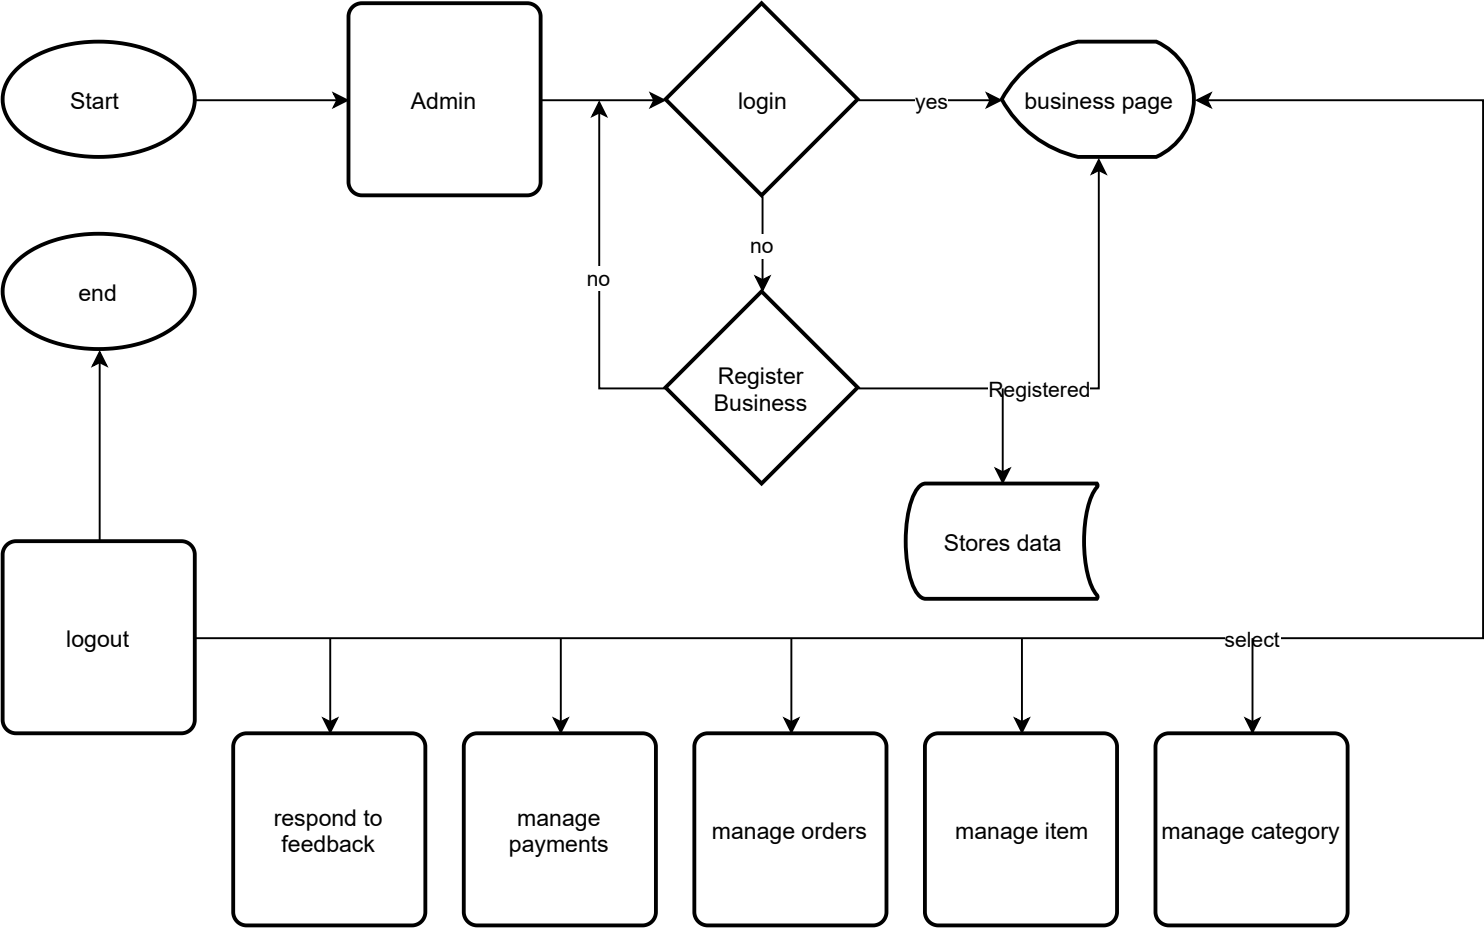 Start
Admin
login
yes
business page
no
no
end
Register
Business
Registered
Stores data
logout
select
respond to
feedback
manage
payments
manage orders
manage item
manage category